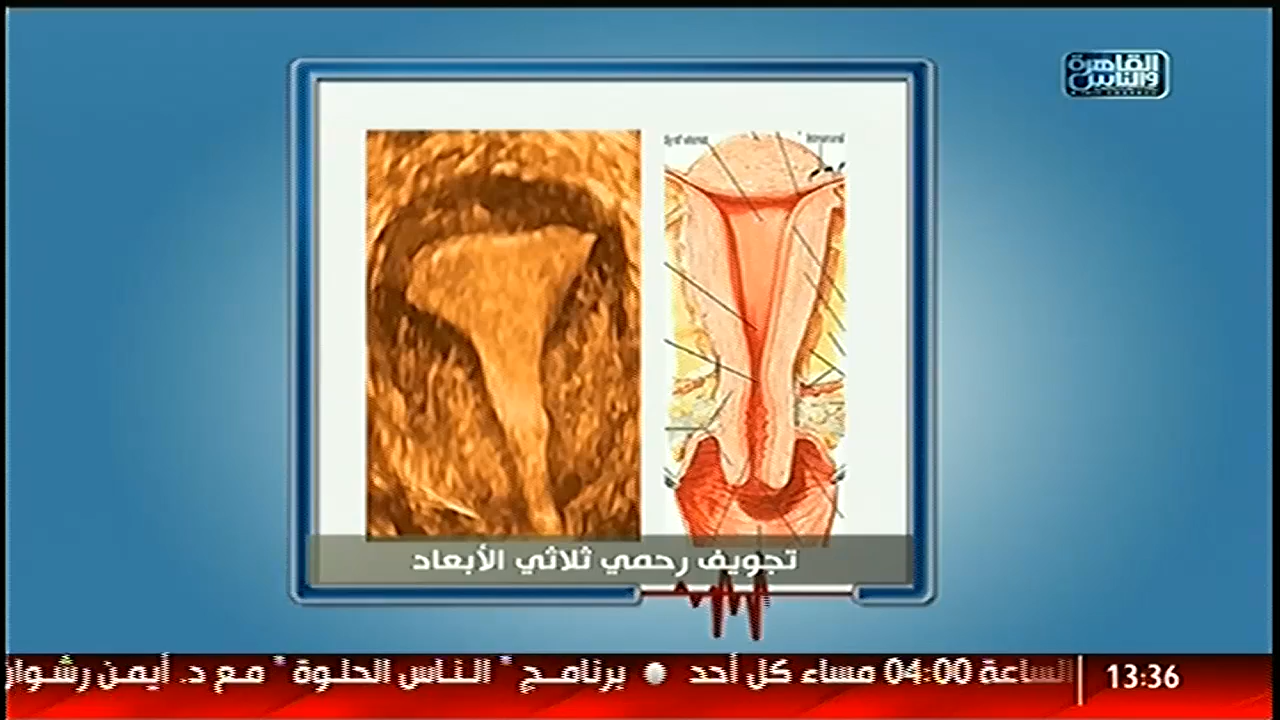 القاهرة
والناس
تجويف رحمي ثلاثي الأبعاد
الساعة 04:00 مساء كل أحد برنامج "الناس الحلوة" مع د. أيمن رشوان
13:36